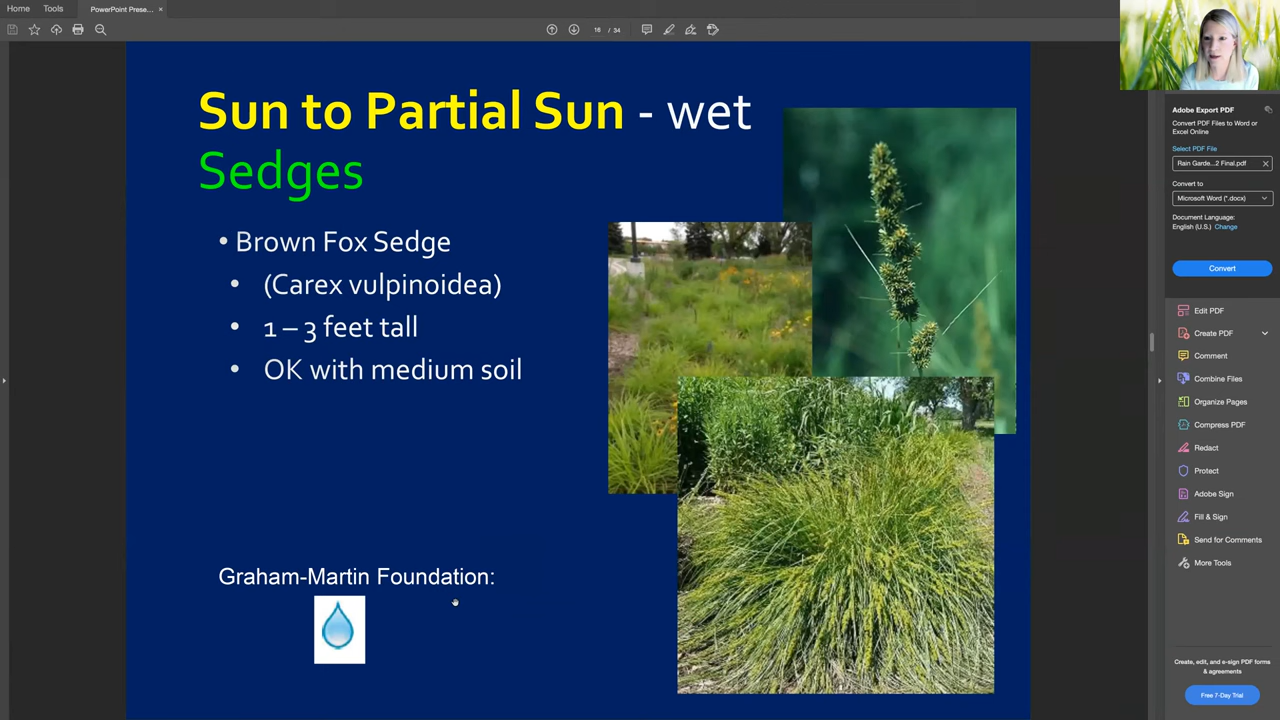 Home
Tools
PowerPoint Prese...
16 / 34
Sun to Partial Sun - wet
Sedges
• Brown Fox Sedge
• (Carex vulpinoidea)
• 1 – 3 feet tall
• OK with medium soil
Graham-Martin Foundation:
Adobe Export PDF
Convert PDF Files to Word or
Excel Online
Select PDF File
Rain Garde...2 Final.pdf
Convert to
Microsoft Word (*.docx)
Document Language:
English (U.S.) Change
Convert
Edit PDF
Create PDF
Comment
Combine Files
Organize Pages
Compress PDF
Redact
Protect
Adobe Sign
Fill & Sign
Send for Comments
More Tools
Create, edit, and e-sign PDF forms
& agreements
Free 7-Day Trial